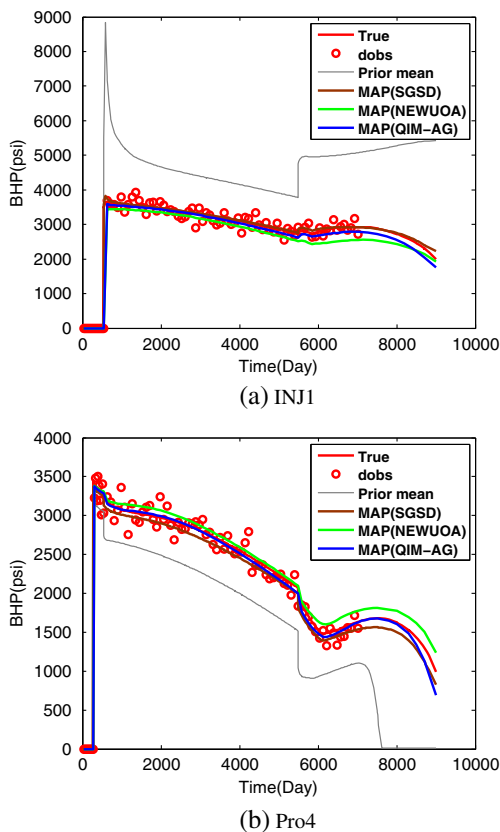 9000
8000
7000
6000
5000
4000
3000
2000
1000
0
BHP(psi)
True
dobs
Prior mean
MAP(SGSD)
MAP(NEWUOA)
MAP(QIM-AG)
0 2000 4000 6000 8000 10000
Time(Day)
(a) INJ1
4000
3500
3000
2500
2000
1500
1000
500
0
BHP(psi)
True
dobs
Prior mean
MAP(SGSD)
MAP(NEWUOA)
MAP(QIM-AG)
0 2000 4000 6000 8000 10000
Time(Day)
(b) Pro4